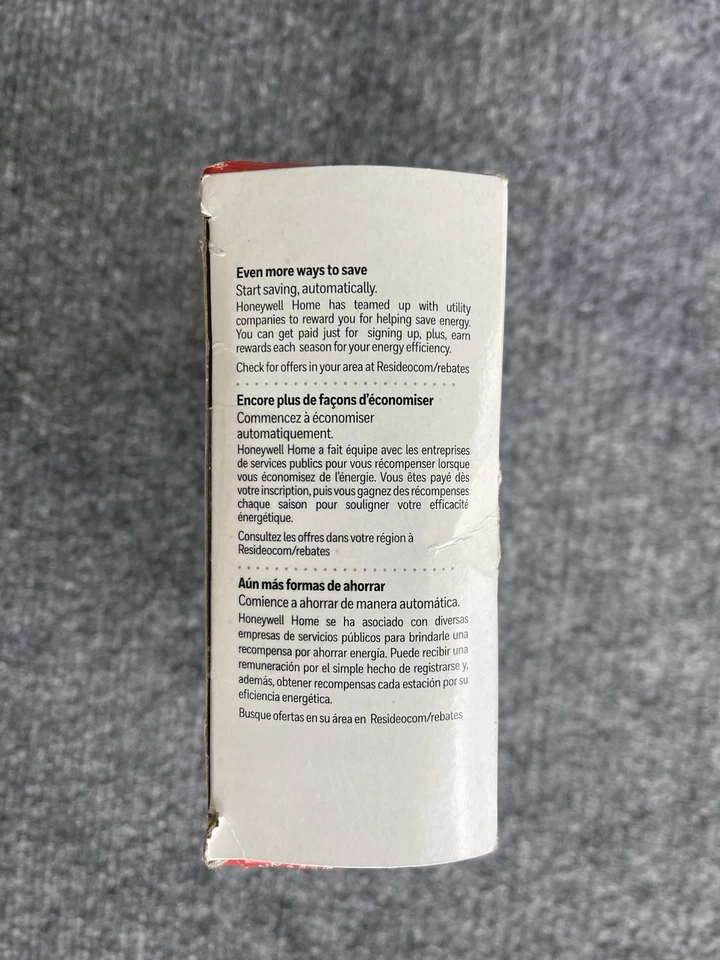 Even more ways to save
Start saving, automatically.
Honeywell Home has teamed up with utility
companies to reward you for helping save energy.
You can get paid just for signing up, plus, earn
rewards each season for your energy efficiency.
Check for offers in your area at Resideocom/rebates
Encore plus de façons d'économiser
Commencez à économiser
automatiquement.
Honeywell Home a fait équipe avec les entreprises
de services publics pour vous récompenser lorsque
vous économisez de l'énergie. Vous êtes payé dès
votre inscription, puis vous gagnez des récompenses
chaque saison pour souligner votre efficacité
énergétique.
Consultez les offres dans votre région à
Resideocom/rebates
Aún más formas de ahorrar
Comience a ahorrar de manera automática.
Honeywell Home se ha asociado con diversas
empresas de servicios públicos para brindarle una
recompensa por ahorrar energía. Puede recibir una
remuneración por el simple hecho de registrarse y,
además, obtener recompensas cada estación por su
eficiencia energética.
Busque ofertas en su área en Resideocom/rebates